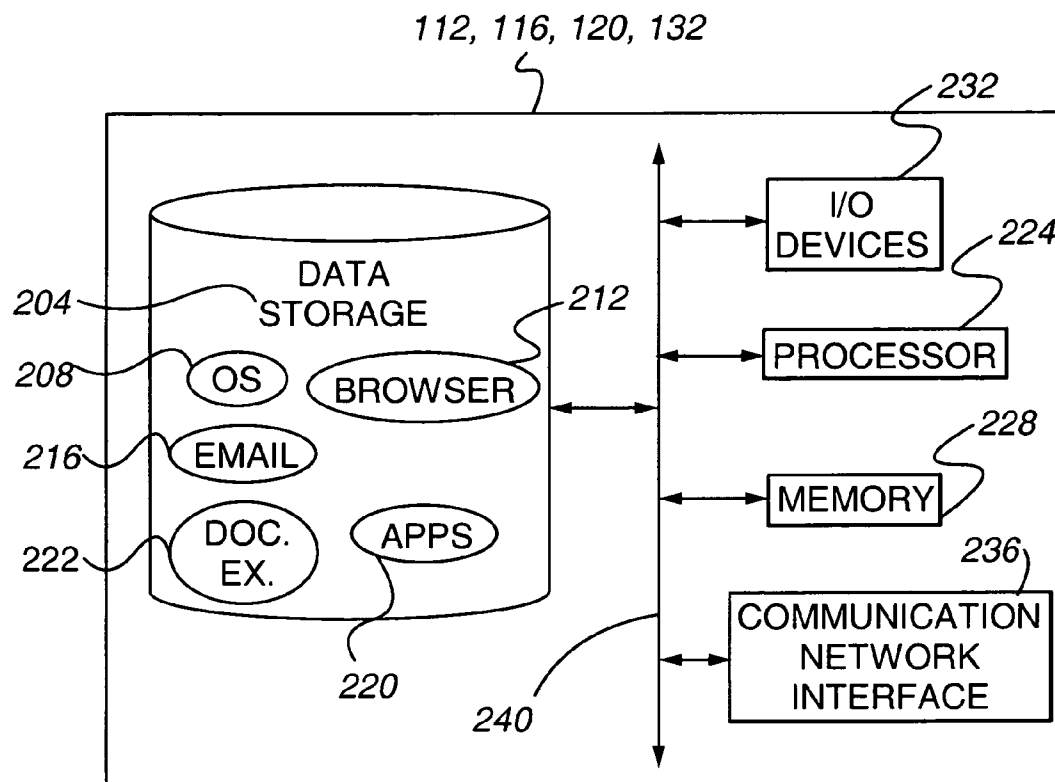 112, 116, 120, 132
232
I/O
DEVICES
DATA
STORAGE
204
212
224
PROCESSOR
208
OS
BROWSER
216
EMAIL
228
MEMORY
222
DOC.
EX.
APPS
236
COMMUNICATION
NETWORK
INTERFACE
220
240